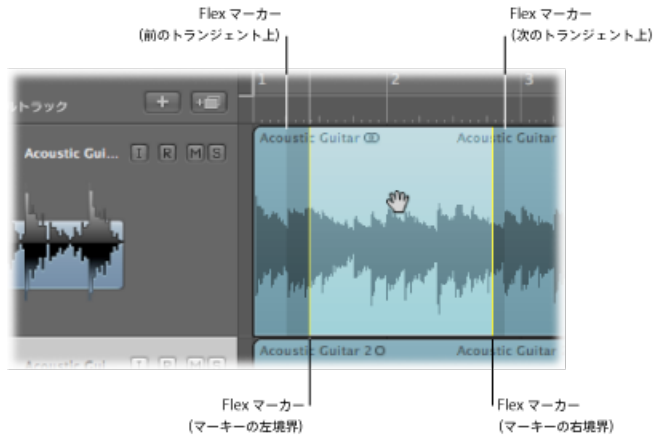 Flex マーカー
(前のトランジェント上)
Flex マーカー
(次のトランジェント上)
1 2 3
ルトラック
Acoustic Guitar
Acoustic Guitar
Acoustic Gui...
I R M S
Acoustic Guitar 2
Acoustic Guitar
Acoustic Gui...
I R M S
Flex マーカー
(マーキーの左境界)
Flex マーカー
(マーキーの右境界)